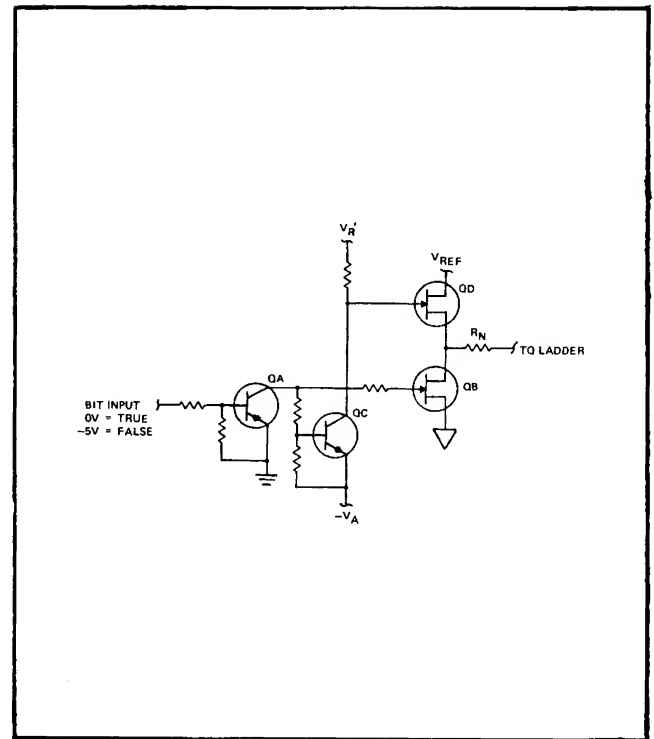 V_R'
V_REF
QD
R_N
TO LADDER
QA
QB
BIT INPUT
0V = TRUE
-5V = FALSE
QC
-V_A